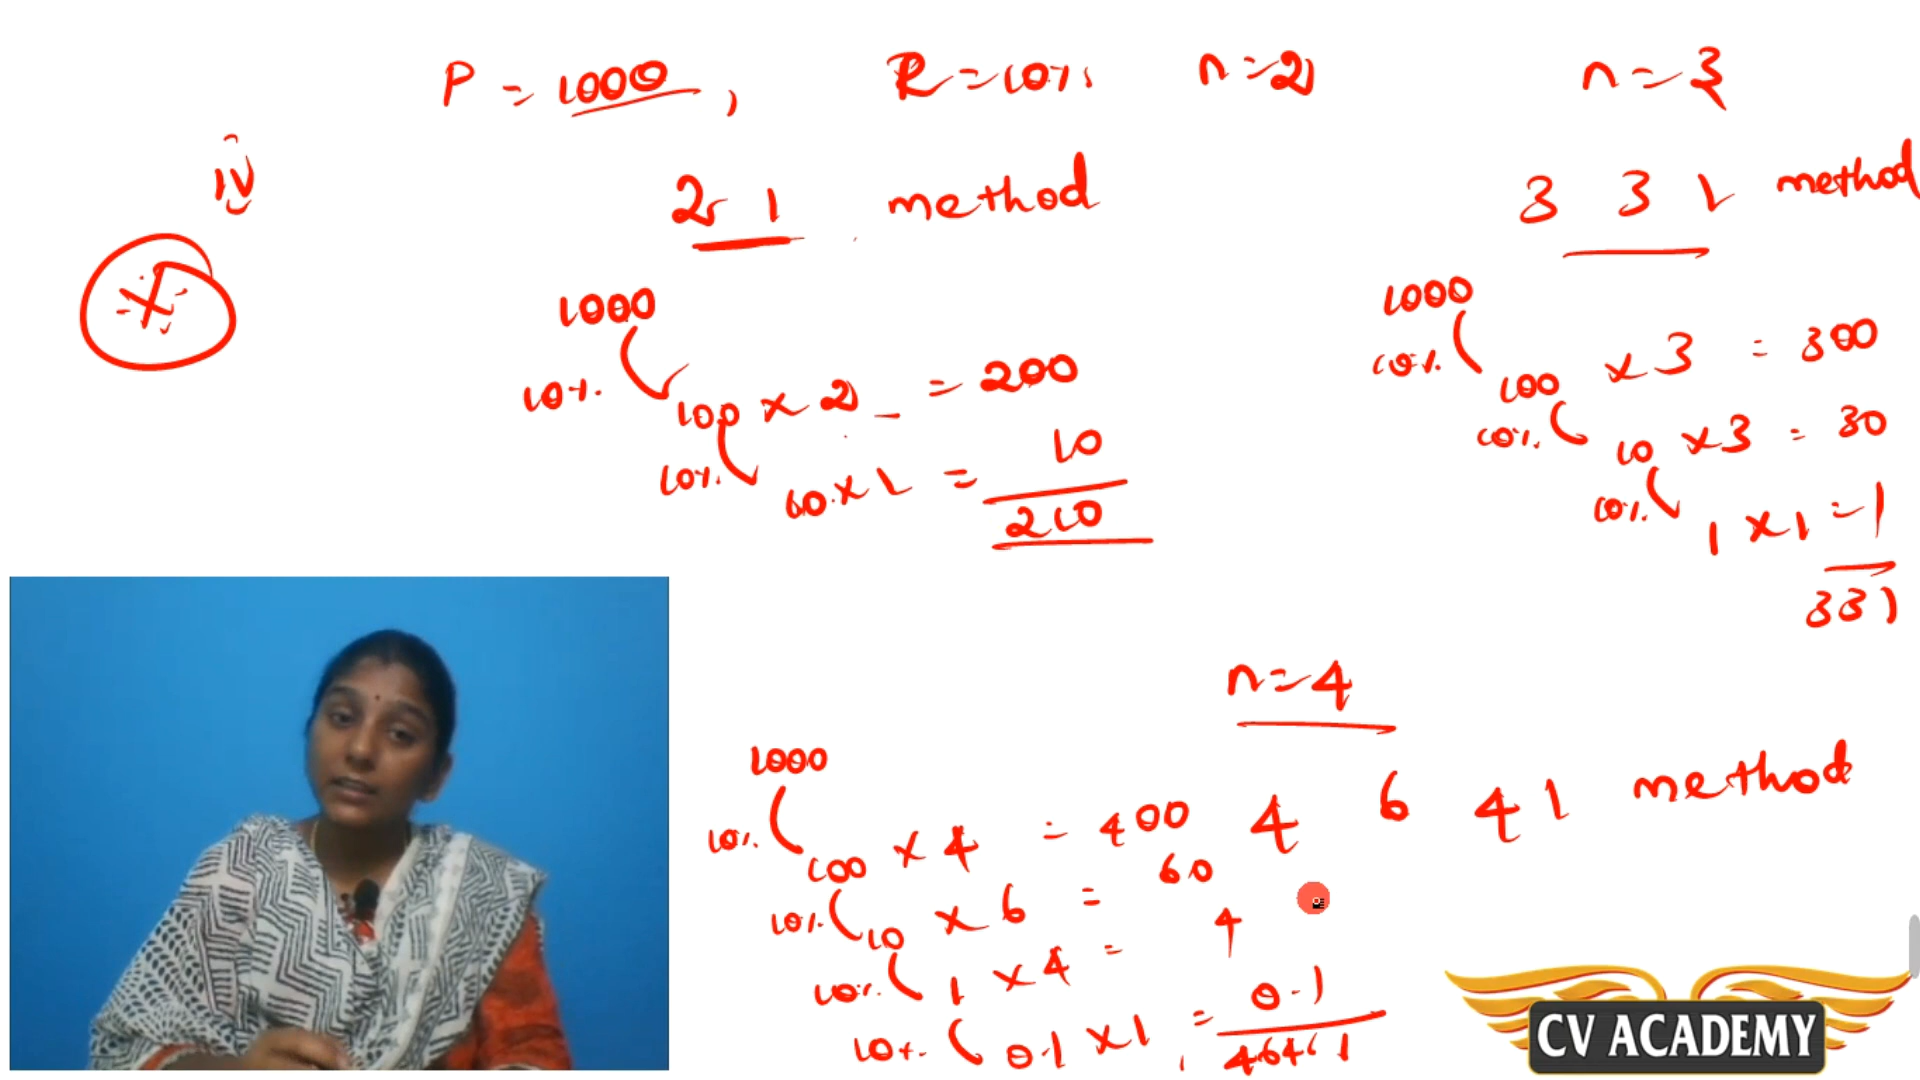 P = 1000, R = 10% n = 2 n = 3
iv
X
2 1 method
1000
10%
100 × 2 = 200
10%
10 × 1 = 10
210
3 3 1 method
1000
10%
100 × 3 = 300
10%
10 × 3 = 30
10%
1 × 1 = 1
331
n = 4
4 6 4 1 method
1000
10%
100 × 4 = 400
10%
10 × 6 = 60
10%
1 × 4 = 4
10%
0.1 × 1 = 0.1
CV ACADEMY